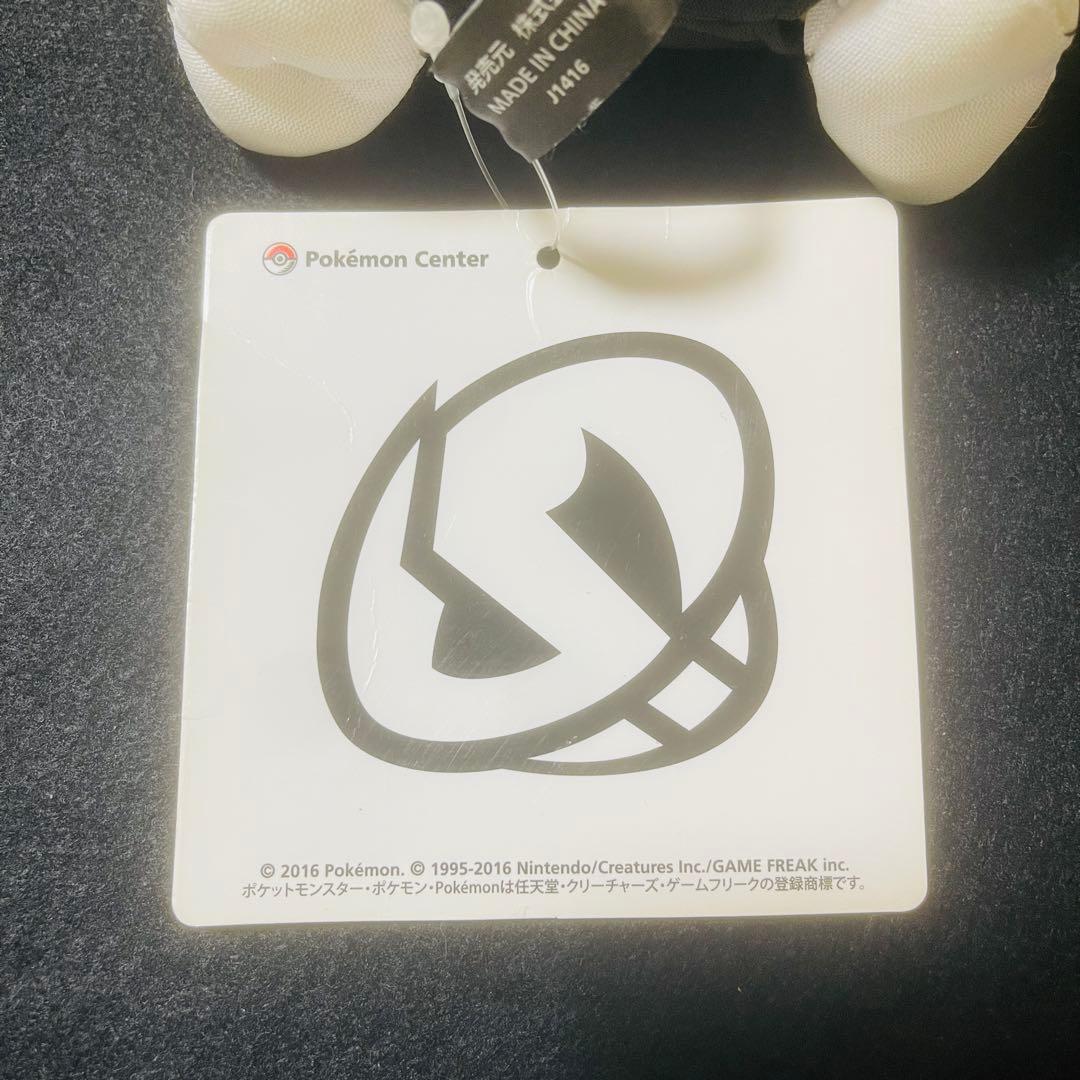 発売元 株式
MADE IN CHINA
J1416
Pokémon Center
© 2016 Pokémon. © 1995-2016 Nintendo/Creatures Inc./GAME FREAK inc.
ポケットモンスター・ポケモン・Pokémonは任天堂・クリーチャーズ・ゲームフリークの登録商標です。